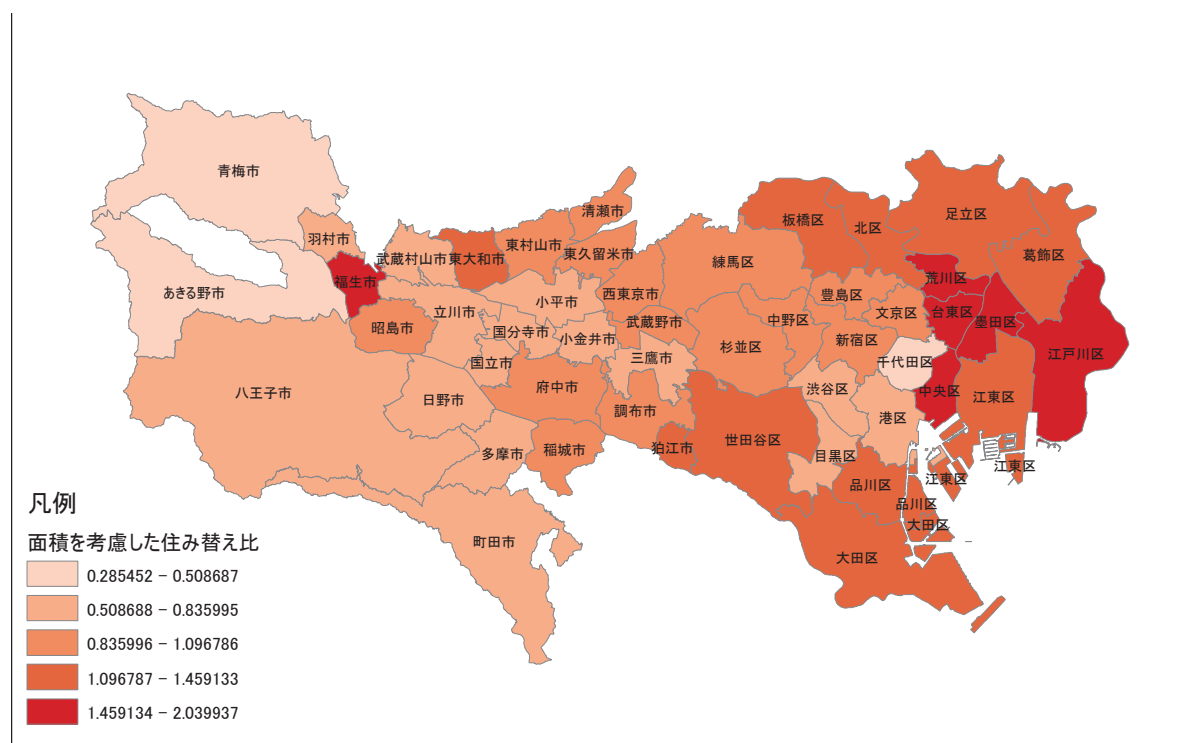 青梅市
清瀬市
板橋区
足立区
北区
羽村市
東村山市
武蔵村山市
東大和市
東久留米市
葛飾区
練馬区
荒川区
福生市
あきる野市
西東京市
豊島区
小平市
立川市
文京区
台東区
昭島市
武蔵野市
中野区
墨田区
国分寺市
小金井市
新宿区
杉並区
江戸川区
三鷹市
千代田区
国立市
府中市
渋谷区
中央区
八王子市
日野市
江東区
調布市
港区
世田谷区
狛江市
稲城市
多摩市
目黒区
江東区
江東区
品川区
品川区
大田区
町田市
大田区
凡例
面積を考慮した住み替え比
0.285452 − 0.508687
0.508688 − 0.835995
0.835996 − 1.096786
1.096787 − 1.459133
1.459134 − 2.039937